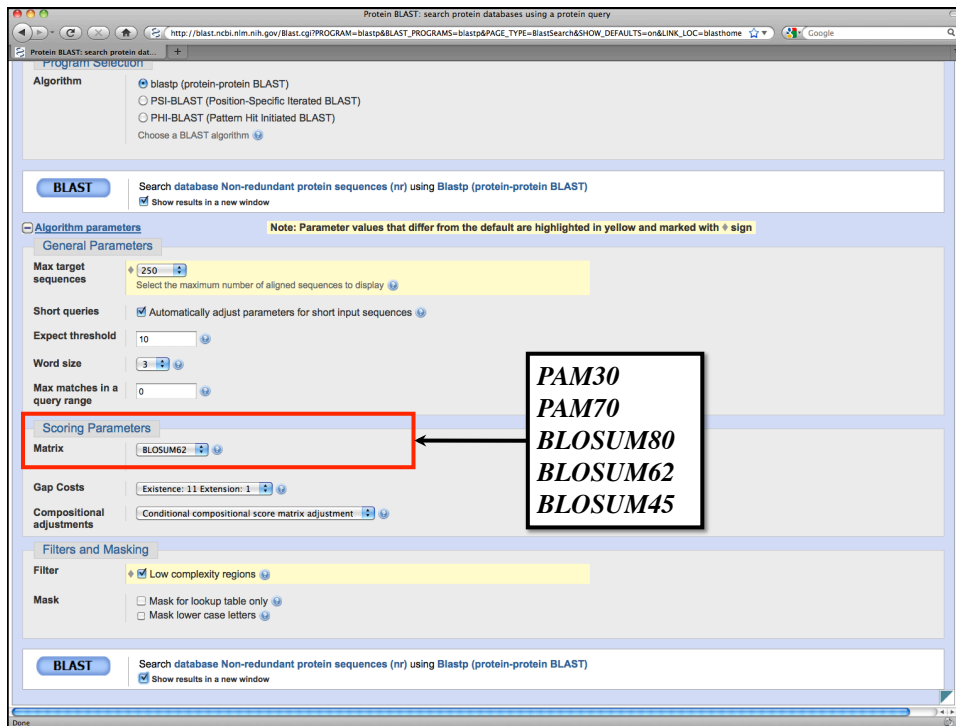 Protein BLAST: search protein databases using a protein query
http://blast.ncbi.nlm.nih.gov/Blast.cgi?PROGRAM=blastp&BLAST_PROGRAMS=blastp&PAGE_TYPE=BlastSearch&SHOW_DEFAULTS=on&LINK_LOC=blasthome
Google
Protein BLAST: search protein dat...
Program Selection
Algorithm
blastp (protein-protein BLAST)
PSI-BLAST (Position-Specific Iterated BLAST)
PHI-BLAST (Pattern Hit Initiated BLAST)
Choose a BLAST algorithm
BLAST
Search database Non-redundant protein sequences (nr) using Blastp (protein-protein BLAST)
Show results in a new window
Algorithm parameters
Note: Parameter values that differ from the default are highlighted in yellow and marked with ♦ sign
General Parameters
Max target sequences
250
Select the maximum number of aligned sequences to display
Short queries
Automatically adjust parameters for short input sequences
Expect threshold
10
Word size
3
Max matches in a query range
0
Scoring Parameters
Matrix
BLOSUM62
PAM30
PAM70
BLOSUM80
BLOSUM62
BLOSUM45
Gap Costs
Existence: 11 Extension: 1
Compositional adjustments
Conditional compositional score matrix adjustment
Filters and Masking
Filter
Low complexity regions
Mask
Mask for lookup table only
Mask lower case letters
BLAST
Search database Non-redundant protein sequences (nr) using Blastp (protein-protein BLAST)
Show results in a new window
Done